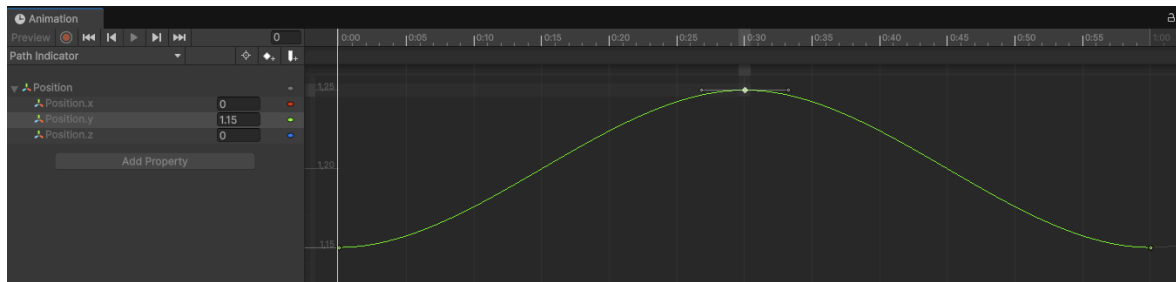 Animation
Preview 0 0:00 0:05 0:10 0:15 0:20 0:25 0:30 0:35 0:40 0:45 0:50 0:55 1:00
Path Indicator
Position 1,25
Position.x 0
Position.y 1.15
Position.z 0
Add Property 1,20
1,15